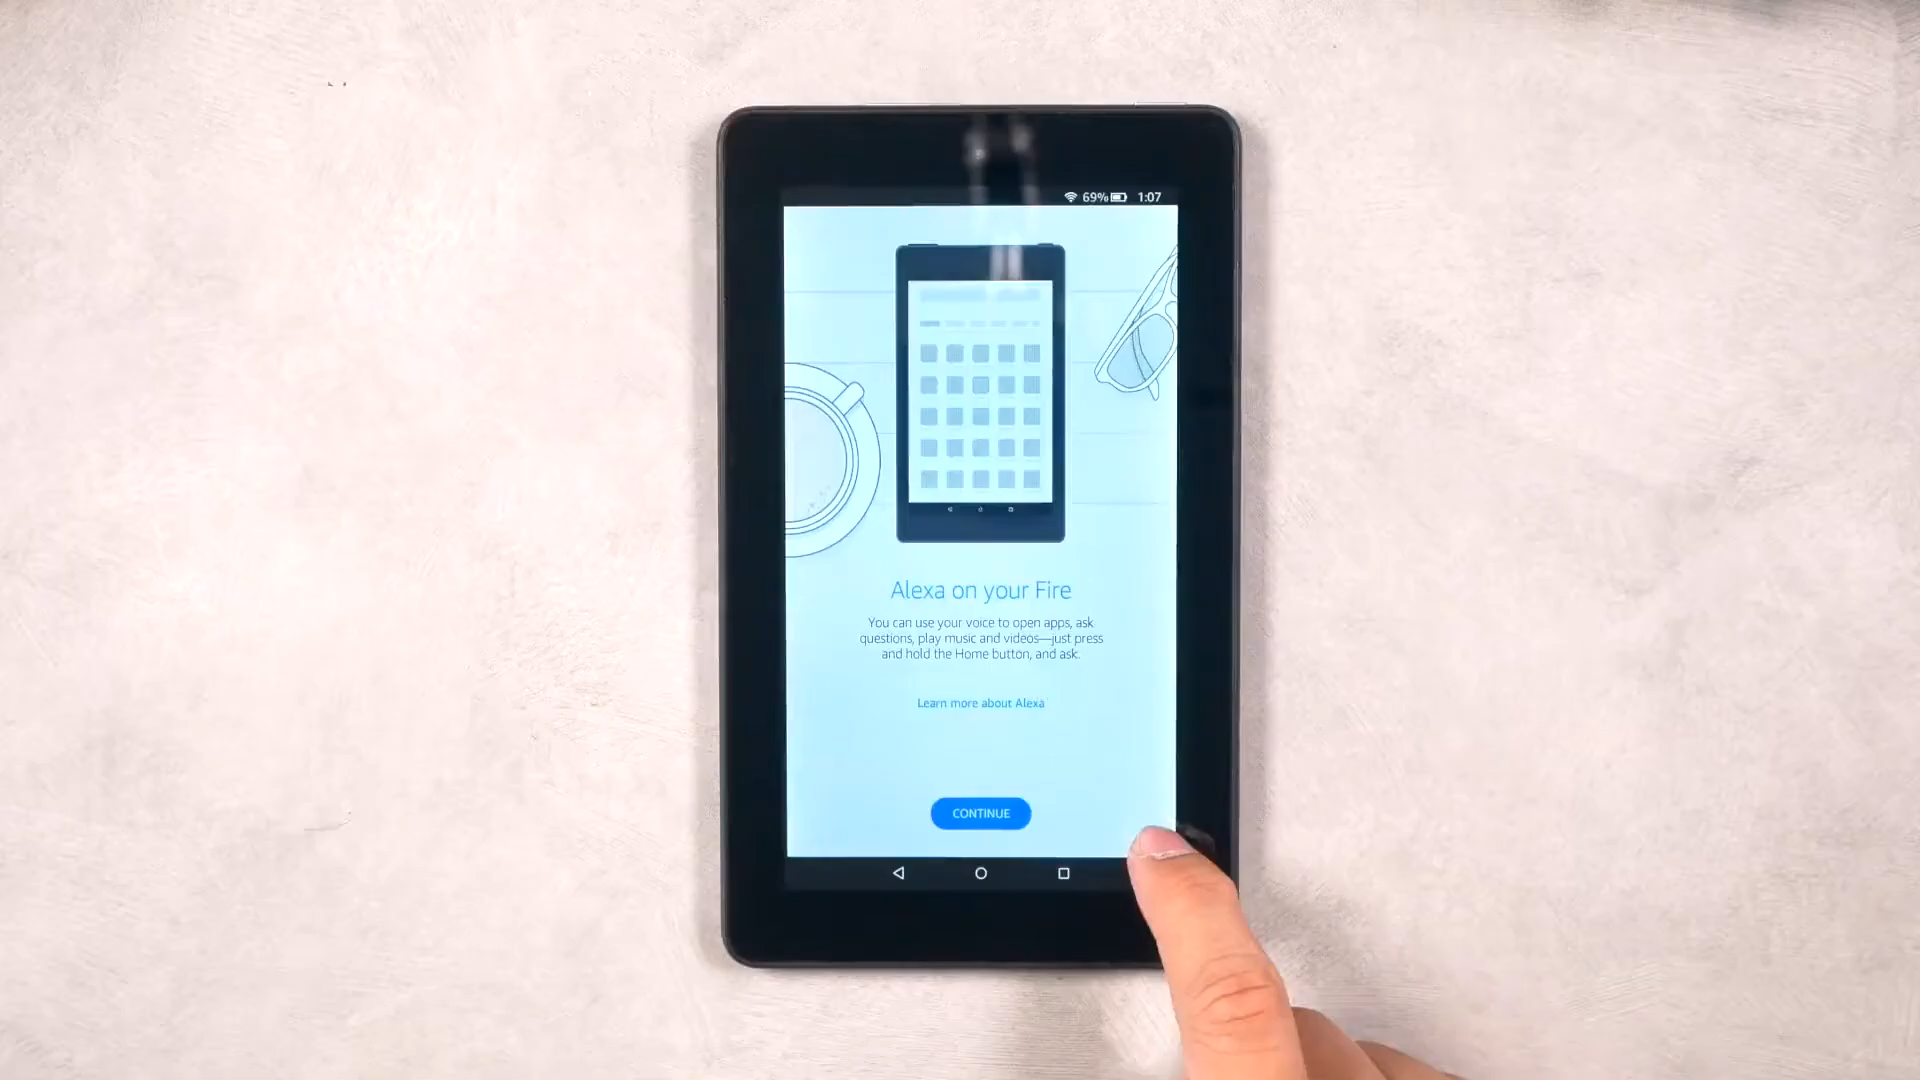 69% 1:07
Alexa on your Fire
You can use your voice to open apps, ask
questions, play music and videos—just press
and hold the Home button, and ask.
Learn more about Alexa
CONTINUE